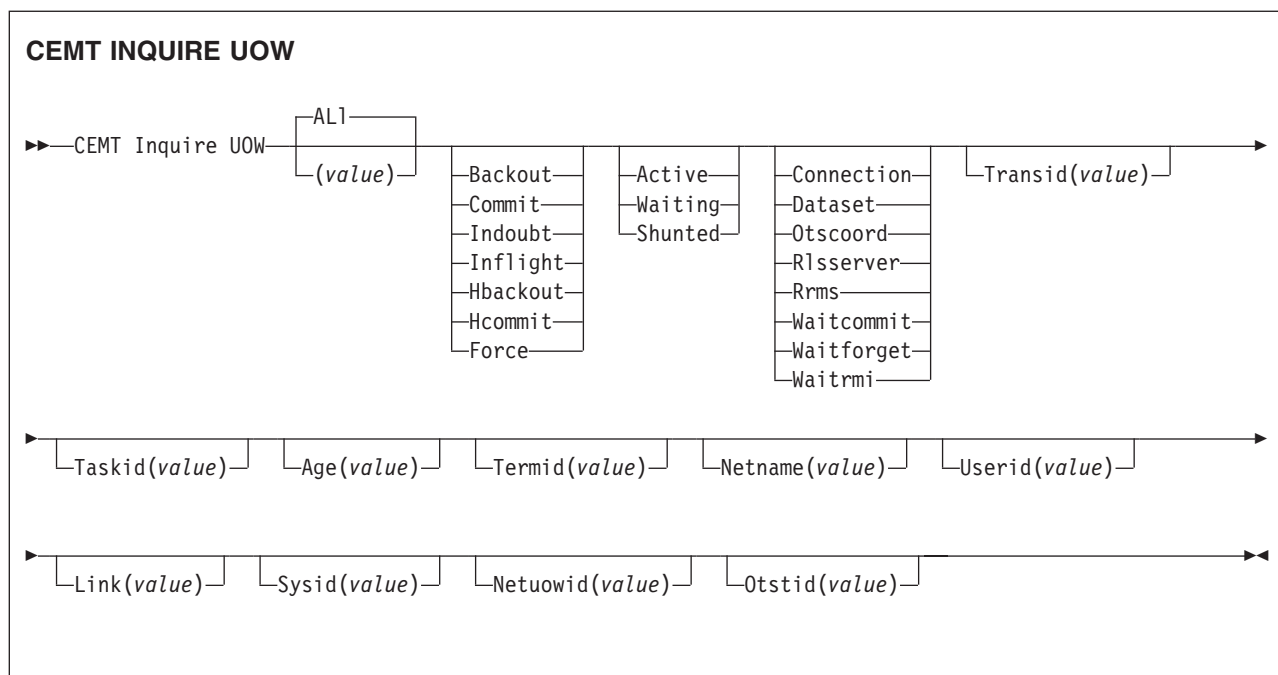 CEMT INQUIRE UOW
ALl
CEMT Inquire UOW
(value)
Backout Active Connection Transid(value)
Commit Waiting Dataset
Indoubt Shunted Otscoord
Inflight Rlsserver
Hbackout Rrms
Hcommit Waitcommit
Force Waitforget
Waitrmi
Taskid(value) Age(value) Termid(value) Netname(value) Userid(value)
Link(value) Sysid(value) Netuowid(value) Otstid(value)